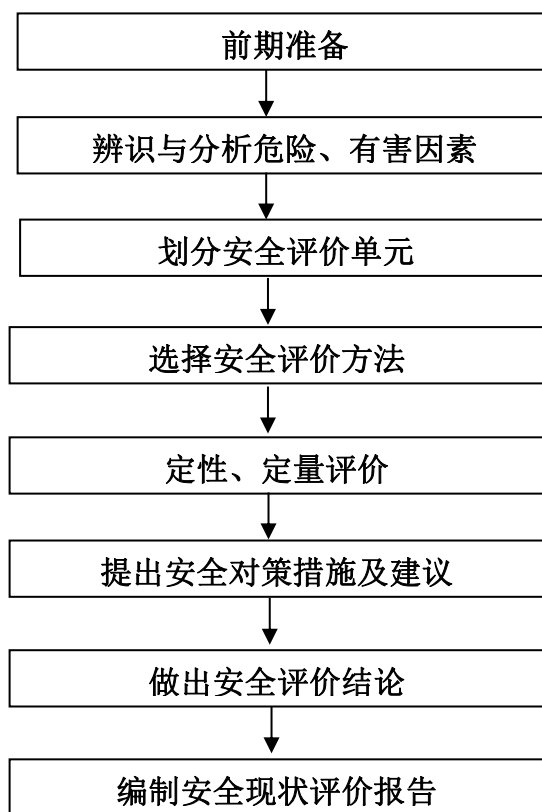 前期准备
辨识与分析危险、有害因素
划分安全评价单元
选择安全评价方法
定性、定量评价
提出安全对策措施及建议
做出安全评价结论
编制安全现状评价报告